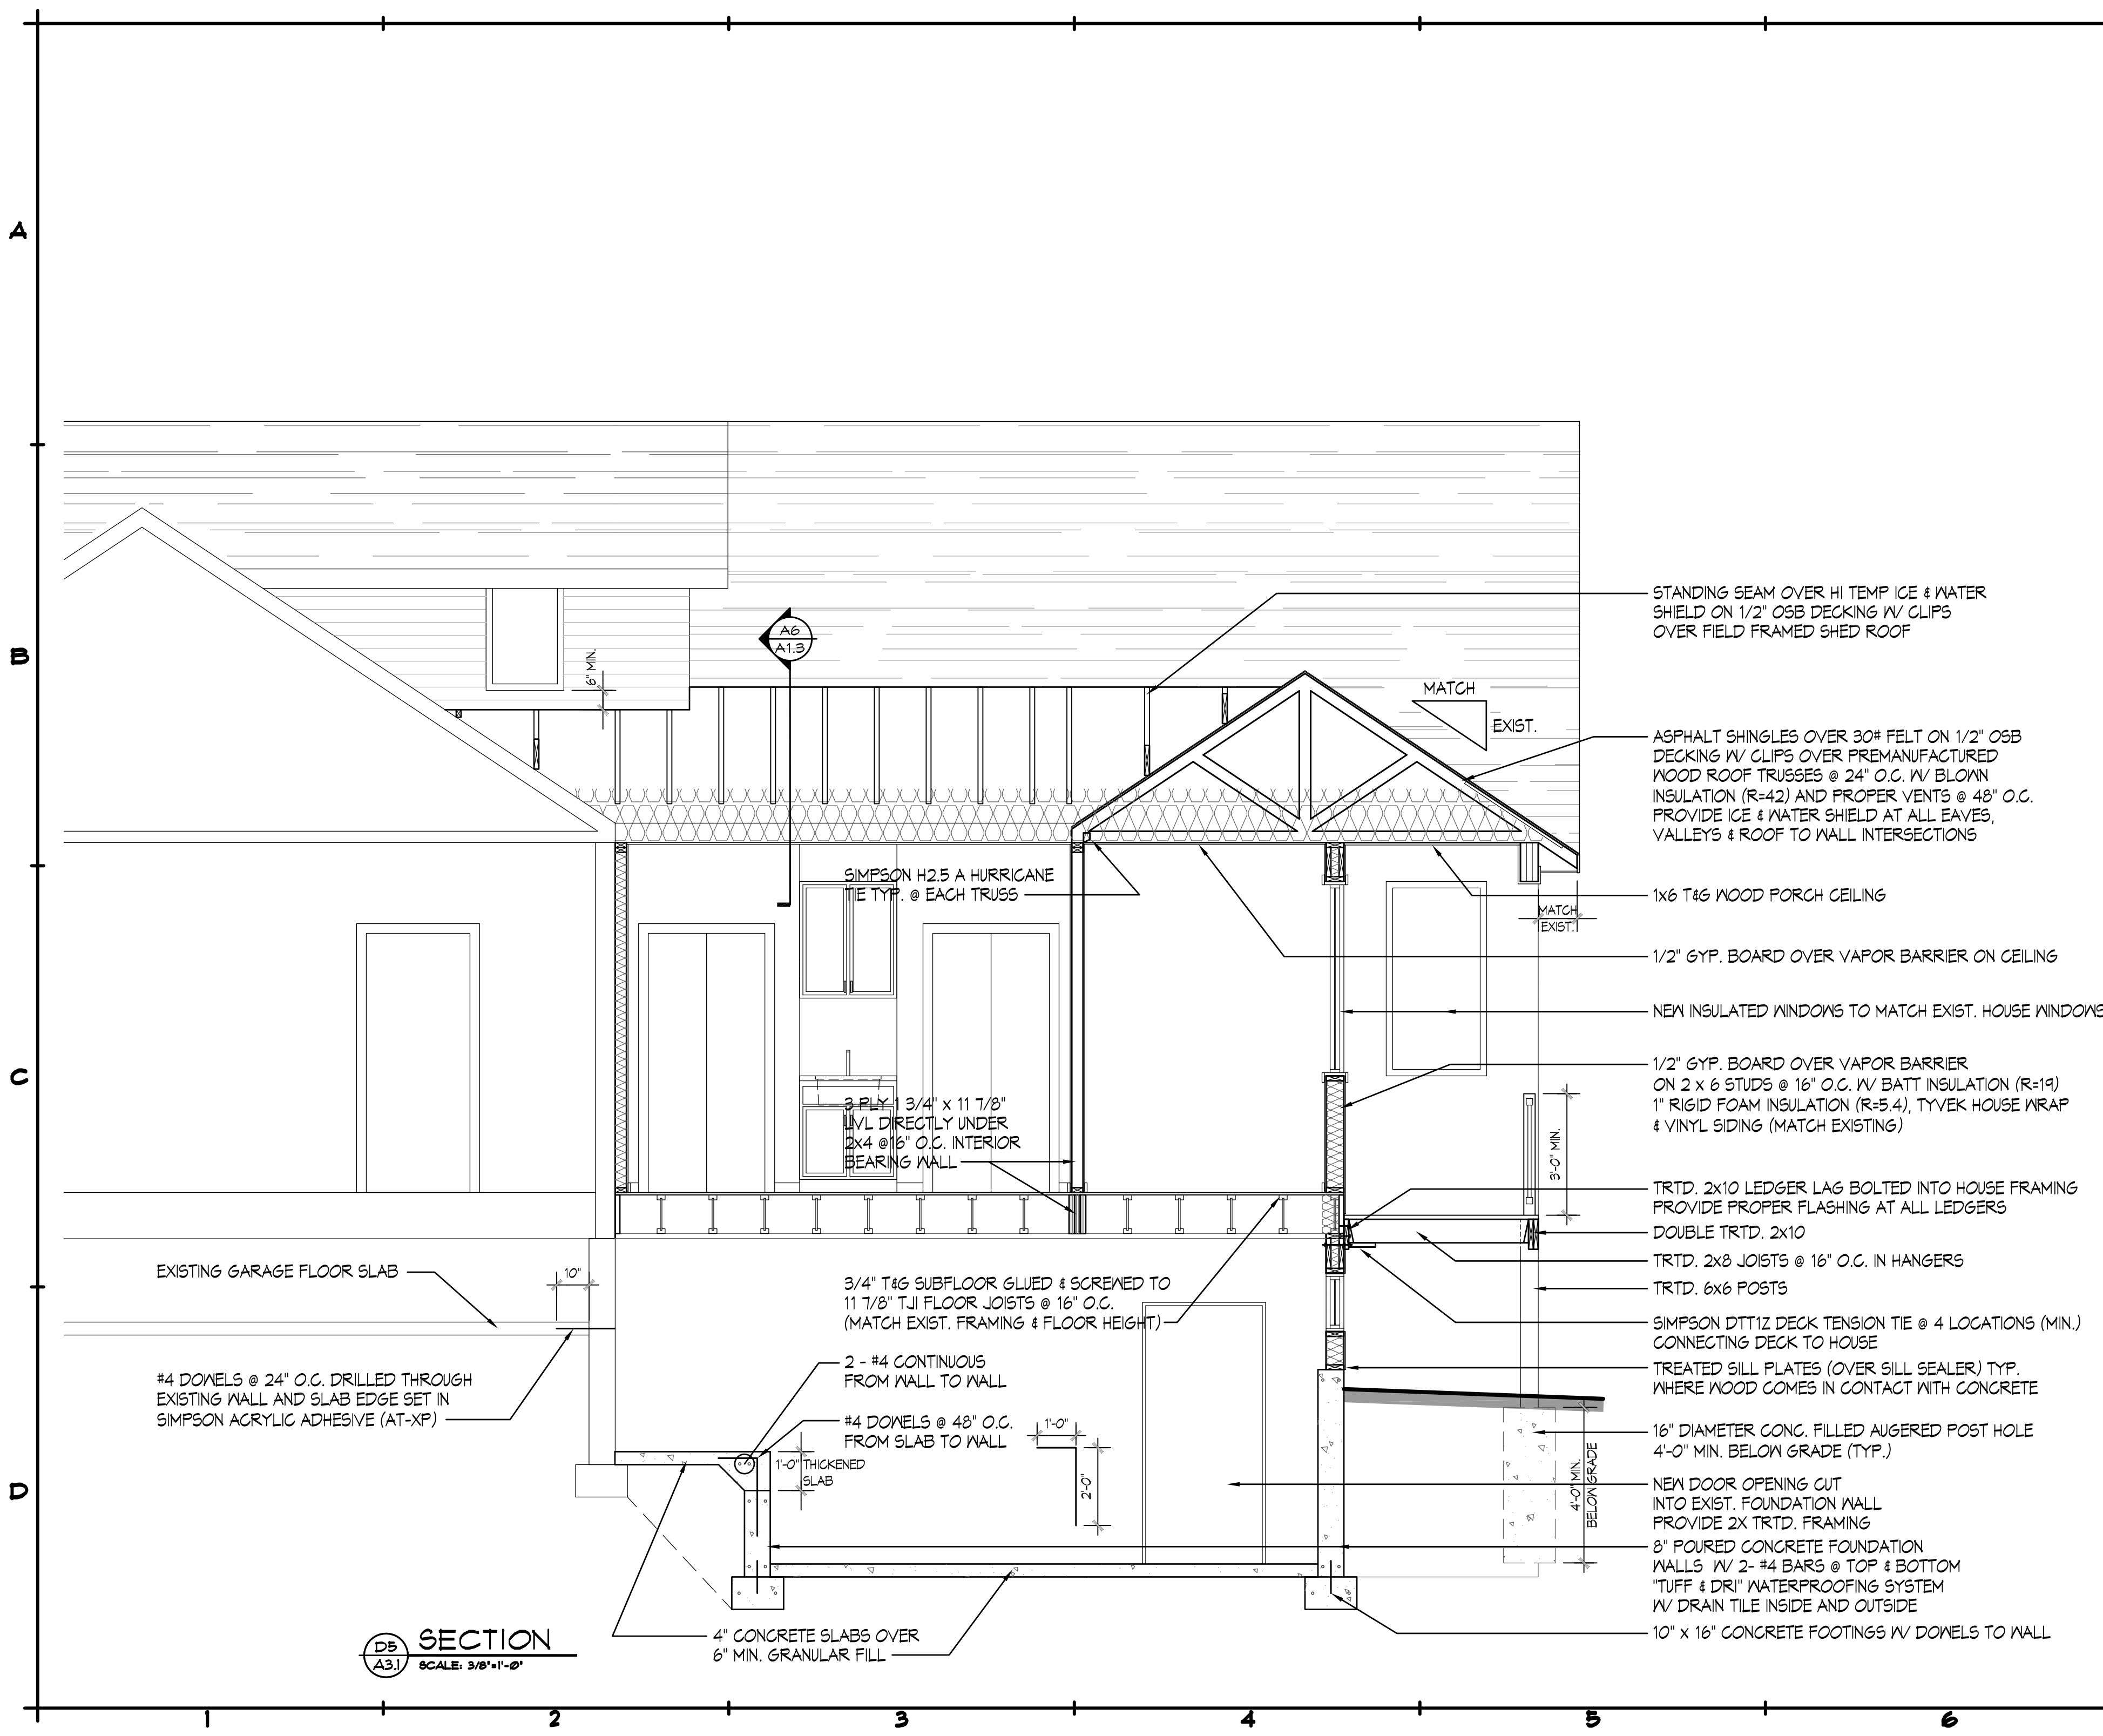 A
B
C
D
6" MIN.
A6
A1.3
MATCH
EXIST.
STANDING SEAM OVER HI TEMP ICE & WATER
SHIELD ON 1/2" OSB DECKING W/ CLIPS
OVER FIELD FRAMED SHED ROOF
ASPHALT SHINGLES OVER 30# FELT ON 1/2" OSB
DECKING W/ CLIPS OVER PREMANUFACTURED
WOOD ROOF TRUSSES @ 24" O.C. W/ BLOWN
INSULATION (R=42) AND PROPER VENTS @ 48" O.C.
PROVIDE ICE & WATER SHIELD AT ALL EAVES,
VALLEYS & ROOF TO WALL INTERSECTIONS
SIMPSON H2.5 A HURRICANE
TIE TYP. @ EACH TRUSS
1x6 T&G WOOD PORCH CEILING
MATCH
EXIST.
1/2" GYP. BOARD OVER VAPOR BARRIER ON CEILING
NEW INSULATED WINDOWS TO MATCH EXIST. HOUSE WINDOWS
1/2" GYP. BOARD OVER VAPOR BARRIER
ON 2 x 6 STUDS @ 16" O.C. W/ BATT INSULATION (R=19)
1" RIGID FOAM INSULATION (R=5.4), TYVEK HOUSE WRAP
& VINYL SIDING (MATCH EXISTING)
3 PLY 1 3/4" x 11 7/8"
LVL DIRECTLY UNDER
2x4 @16" O.C. INTERIOR
BEARING WALL
3'-0" MIN.
TRTD. 2x10 LEDGER LAG BOLTED INTO HOUSE FRAMING
PROVIDE PROPER FLASHING AT ALL LEDGERS
DOUBLE TRTD. 2x10
TRTD. 2x8 JOISTS @ 16" O.C. IN HANGERS
TRTD. 6x6 POSTS
SIMPSON DTT1Z DECK TENSION TIE @ 4 LOCATIONS (MIN.)
CONNECTING DECK TO HOUSE
TREATED SILL PLATES (OVER SILL SEALER) TYP.
WHERE WOOD COMES IN CONTACT WITH CONCRETE
EXISTING GARAGE FLOOR SLAB
10"
3/4" T&G SUBFLOOR GLUED & SCREWED TO
11 7/8" TJI FLOOR JOISTS @ 16" O.C.
(MATCH EXIST. FRAMING & FLOOR HEIGHT)
#4 DOWELS @ 24" O.C. DRILLED THROUGH
EXISTING WALL AND SLAB EDGE SET IN
SIMPSON ACRYLIC ADHESIVE (AT-XP)
2 - #4 CONTINUOUS
FROM WALL TO WALL
#4 DOWELS @ 48" O.C.
FROM SLAB TO WALL
1'-0"
2'-0"
1'-0" THICKENED
SLAB
4'-0" MIN.
BELOW GRADE
16" DIAMETER CONC. FILLED AUGERED POST HOLE
4'-0" MIN. BELOW GRADE (TYP.)
NEW DOOR OPENING CUT
INTO EXIST. FOUNDATION WALL
PROVIDE 2X TRTD. FRAMING
8" POURED CONCRETE FOUNDATION
WALLS W/ 2- #4 BARS @ TOP & BOTTOM
"TUFF & DRI" WATERPROOFING SYSTEM
W/ DRAIN TILE INSIDE AND OUTSIDE
10" x 16" CONCRETE FOOTINGS W/ DOWELS TO WALL
4" CONCRETE SLABS OVER
6" MIN. GRANULAR FILL
D5
A3.1
SECTION
SCALE: 3/8"=1'-0"
1 2 3 4 5 6